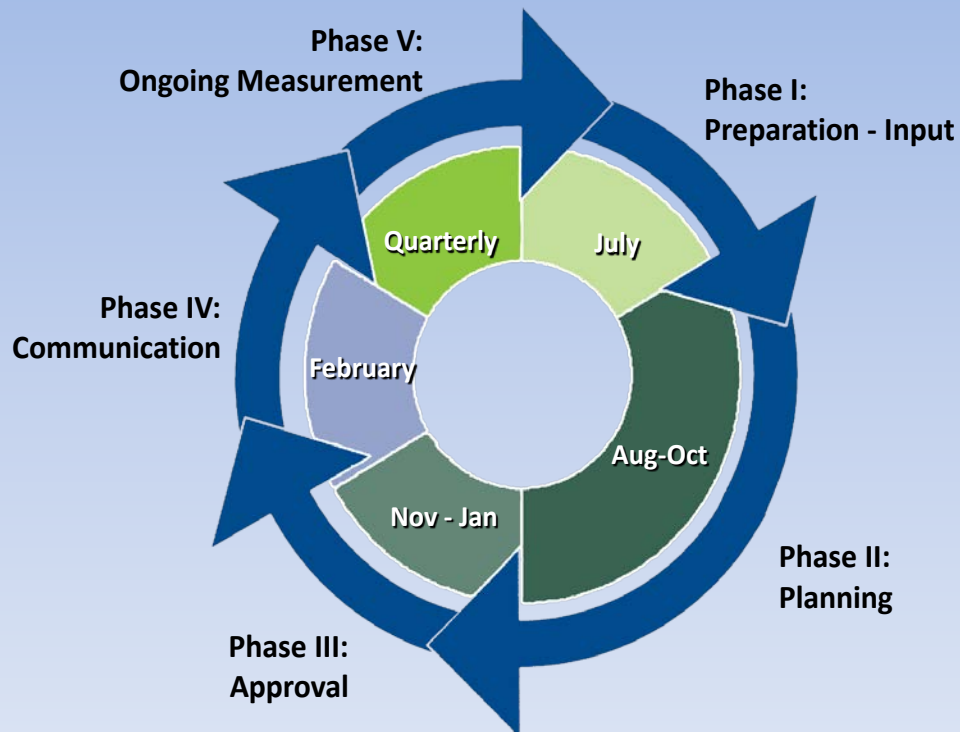 Phase V:
Ongoing Measurement
Phase I:
Preparation - Input
Quarterly
July
Phase IV:
Communication
February
Aug-Oct
Nov - Jan
Phase II:
Planning
Phase III:
Approval